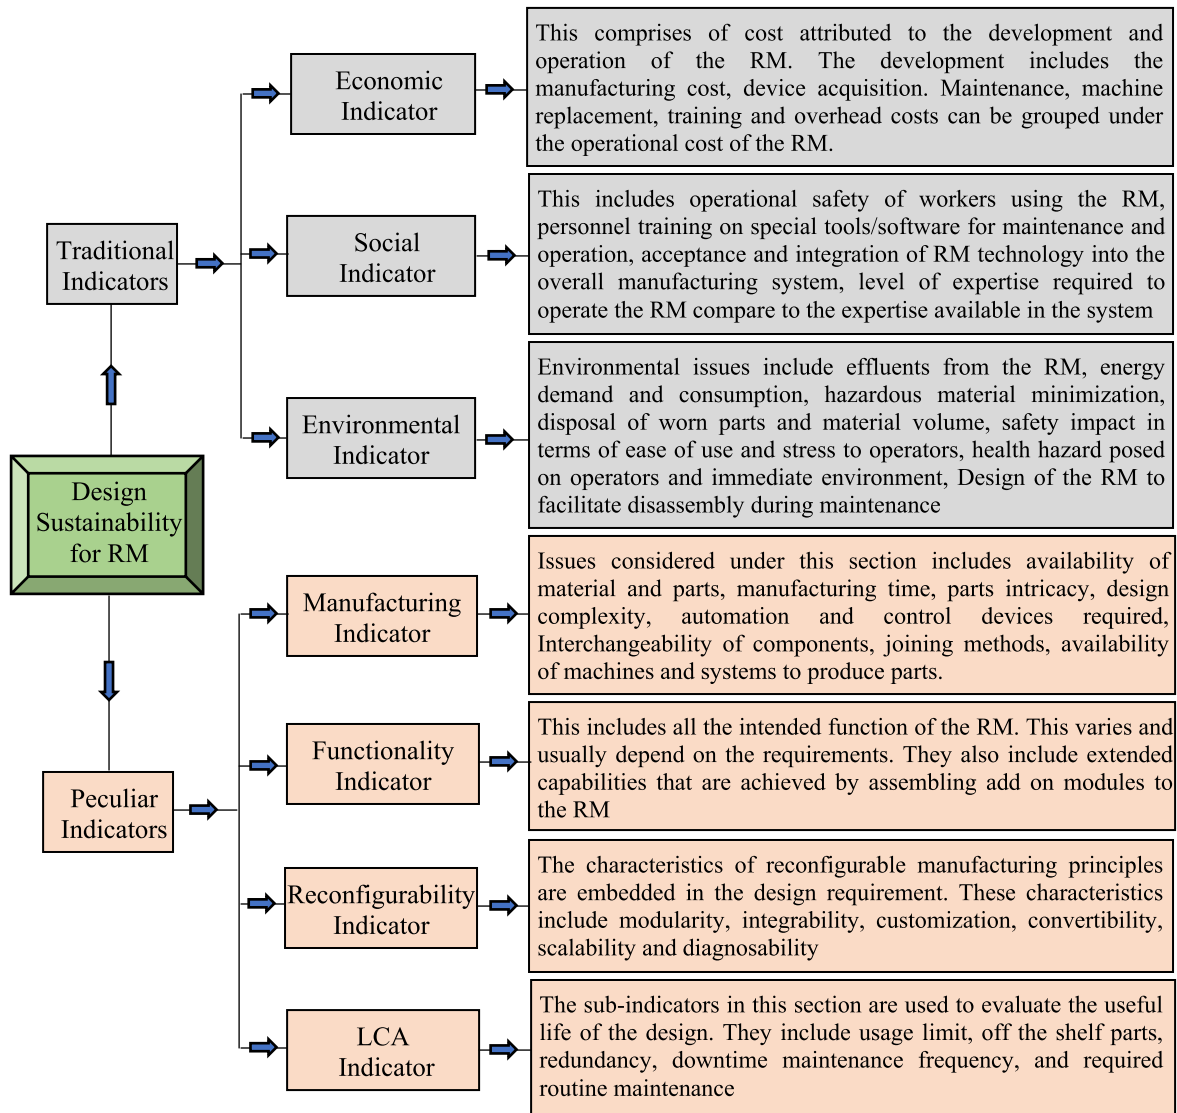 Design
Sustainability
for RM
Traditional
Indicators
Economic
Indicator
This comprises of cost attributed to the development and
operation of the RM. The development includes the
manufacturing cost, device acquisition. Maintenance, machine
replacement, training and overhead costs can be grouped under
the operational cost of the RM.
Social
Indicator
This includes operational safety of workers using the RM,
personnel training on special tools/software for maintenance and
operation, acceptance and integration of RM technology into the
overall manufacturing system, level of expertise required to
operate the RM compare to the expertise available in the system
Environmental
Indicator
Environmental issues include effluents from the RM, energy
demand and consumption, hazardous material minimization,
disposal of worn parts and material volume, safety impact in
terms of ease of use and stress to operators, health hazard posed
on operators and immediate environment, Design of the RM to
facilitate disassembly during maintenance
Peculiar
Indicators
Manufacturing
Indicator
Issues considered under this section includes availability of
material and parts, manufacturing time, parts intricacy, design
complexity, automation and control devices required,
Interchangeability of components, joining methods, availability
of machines and systems to produce parts.
Functionality
Indicator
This includes all the intended function of the RM. This varies and
usually depend on the requirements. They also include extended
capabilities that are achieved by assembling add on modules to
the RM
Reconfigurability
Indicator
The characteristics of reconfigurable manufacturing principles
are embedded in the design requirement. These characteristics
include modularity, integrability, customization, convertibility,
scalability and diagnosability
LCA
Indicator
The sub-indicators in this section are used to evaluate the useful
life of the design. They include usage limit, off the shelf parts,
redundancy, downtime maintenance frequency, and required
routine maintenance